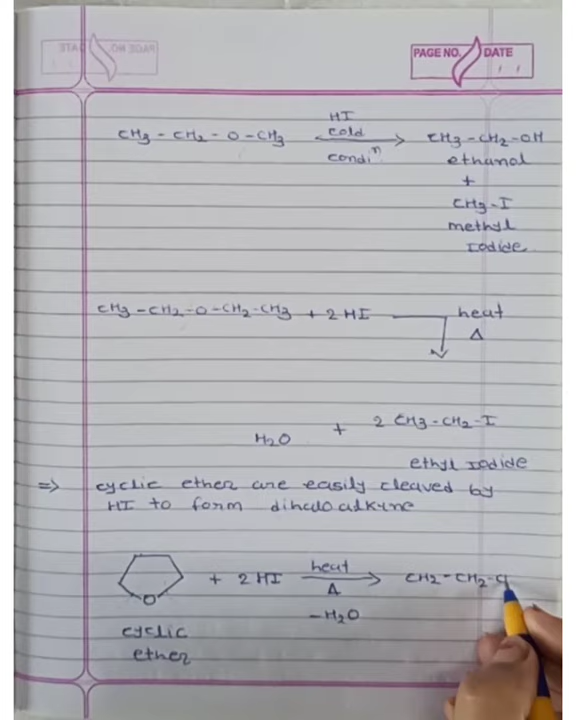 PAGE NO. DATE
HI
CH3 - CH2 - O - CH3 cold CH3 - CH2 - OH
condiⁿ ethanol
+
CH3 - I
methyl
Iodide
CH3 - CH2 - O - CH2 - CH3 + 2 HI heat
Δ
H2O + 2 CH3 - CH2 - I
ethyl Iodide
⇒ cyclic ether are easily cleaved by
HI to form dihaloalkyne
O + 2 HI heat CH2 - CH2 - C
Δ
- H2O
cyclic
ether